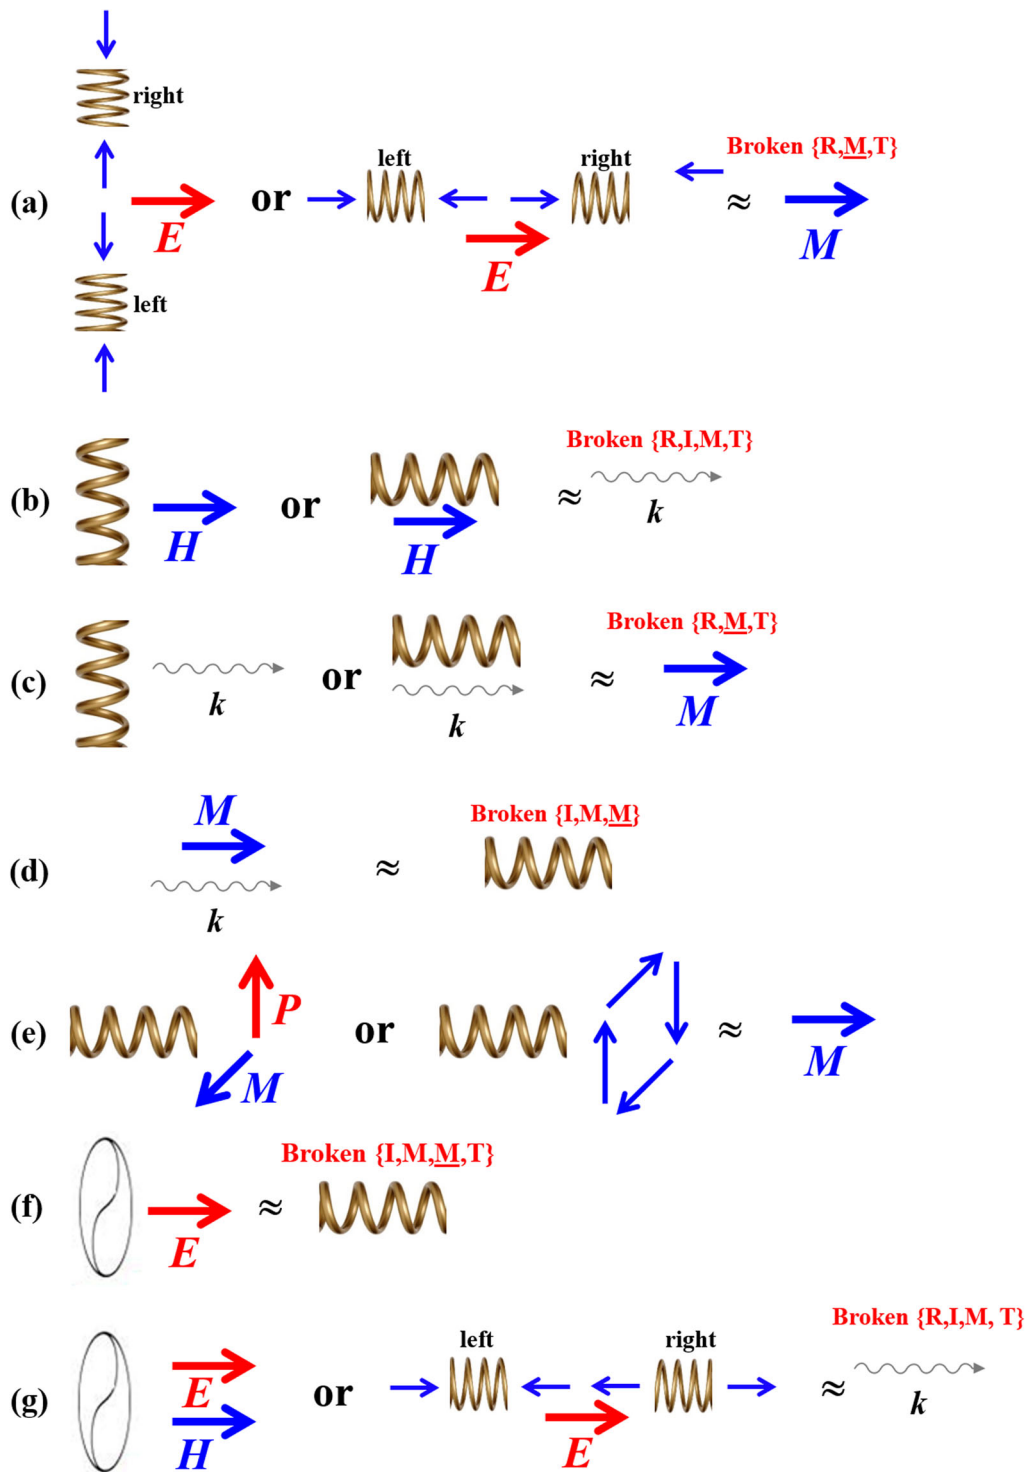 right
left
right
Broken {R,M,T}
(a)
E
or
E
≈
M
left
Broken {R,I,M,T}
(b)
H
or
H
≈
k
Broken {R,M,T}
(c)
k
or
k
≈
M
M
Broken {I,M,M}
(d)
k
≈
P
(e)
M
or
≈
M
Broken {I,M,M,T}
(f)
E
≈
Broken {R,I,M, T}
left
right
(g)
E
H
or
E
≈
k